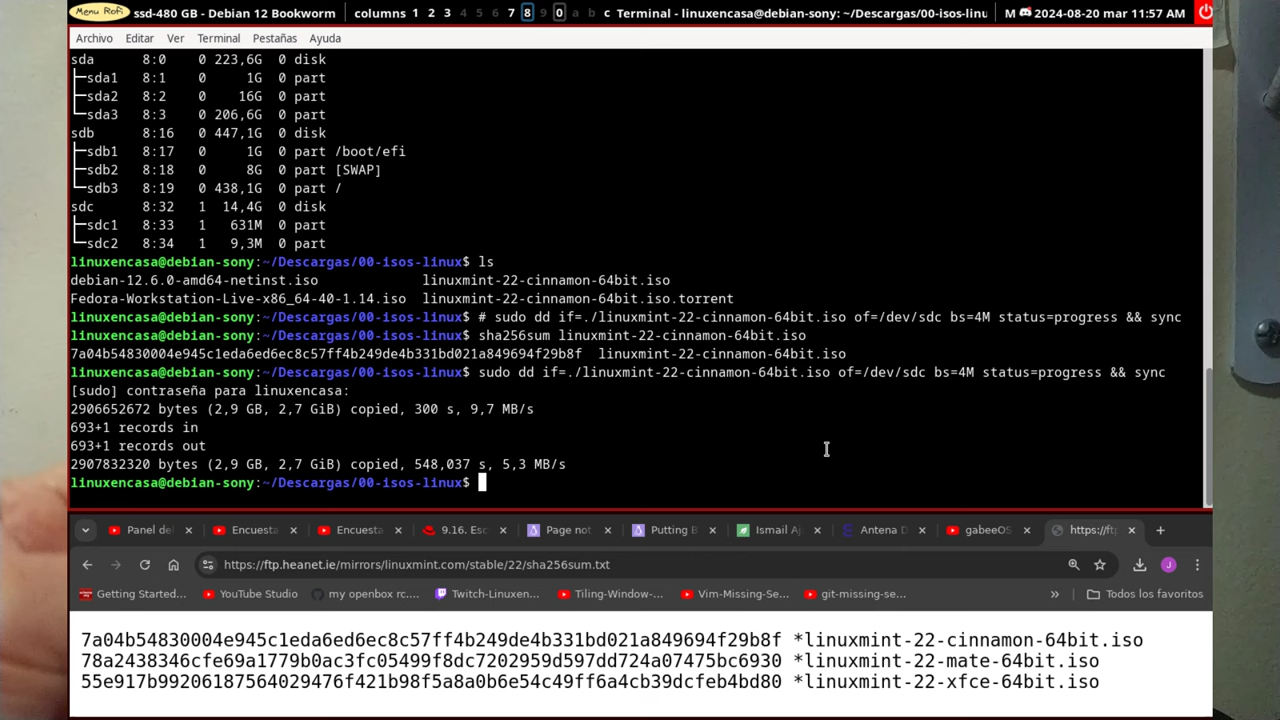 Menu Rofi ssd-480 GB - Debian 12 Bookworm columns 1 2 3 4 5 6 7 8 9 0 a b c Terminal - linuxencasa@debian-sony: ~/Descargas/00-isos-linu M 2024-08-20 mar 11:57 AM
Archivo Editar Ver Terminal Pestañas Ayuda
sda 8:0 0 223,6G 0 disk
├─sda1 8:1 0 1G 0 part
├─sda2 8:2 0 16G 0 part
└─sda3 8:3 0 206,6G 0 part
sdb 8:16 0 447,1G 0 disk
├─sdb1 8:17 0 1G 0 part /boot/efi
├─sdb2 8:18 0 8G 0 part [SWAP]
└─sdb3 8:19 0 438,1G 0 part /
sdc 8:32 1 14,4G 0 disk
├─sdc1 8:33 1 631M 0 part
└─sdc2 8:34 1 9,3M 0 part
linuxencasa@debian-sony:~/Descargas/00-isos-linux$ ls
debian-12.6.0-amd64-netinst.iso linuxmint-22-cinnamon-64bit.iso
Fedora-Workstation-Live-x86_64-40-1.14.iso linuxmint-22-cinnamon-64bit.iso.torrent
linuxencasa@debian-sony:~/Descargas/00-isos-linux$ # sudo dd if=./linuxmint-22-cinnamon-64bit.iso of=/dev/sdc bs=4M status=progress && sync
linuxencasa@debian-sony:~/Descargas/00-isos-linux$ sha256sum linuxmint-22-cinnamon-64bit.iso
7a04b54830004e945c1eda6ed6ec8c57ff4b249de4b331bd021a849694f29b8f linuxmint-22-cinnamon-64bit.iso
linuxencasa@debian-sony:~/Descargas/00-isos-linux$ sudo dd if=./linuxmint-22-cinnamon-64bit.iso of=/dev/sdc bs=4M status=progress && sync
[sudo] contraseña para linuxencasa:
2906652672 bytes (2,9 GB, 2,7 GiB) copied, 300 s, 9,7 MB/s
693+1 records in
693+1 records out
2907832320 bytes (2,9 GB, 2,7 GiB) copied, 548,037 s, 5,3 MB/s
linuxencasa@debian-sony:~/Descargas/00-isos-linux$
Panel de Encuesta Encuesta 9.16. Esc Page not Putting B Ismail A Antena D gabeeOS https://ft
https://ftp.heanet.ie/mirrors/linuxmint.com/stable/22/sha256sum.txt J
Getting Started... YouTube Studio my openbox rc.... Twitch-Linuxen... Tiling-Window-... Vim-Missing-Se... git-missing-se... » Todos los favoritos
7a04b54830004e945c1eda6ed6ec8c57ff4b249de4b331bd021a849694f29b8f *linuxmint-22-cinnamon-64bit.iso
78a2438346cfe69a1779b0ac3fc05499f8dc7202959d597dd724a07475bc6930 *linuxmint-22-mate-64bit.iso
55e917b99206187564029476f421b98f5a8a0b6e54c49ff6a4cb39dcfeb4bd80 *linuxmint-22-xfce-64bit.iso